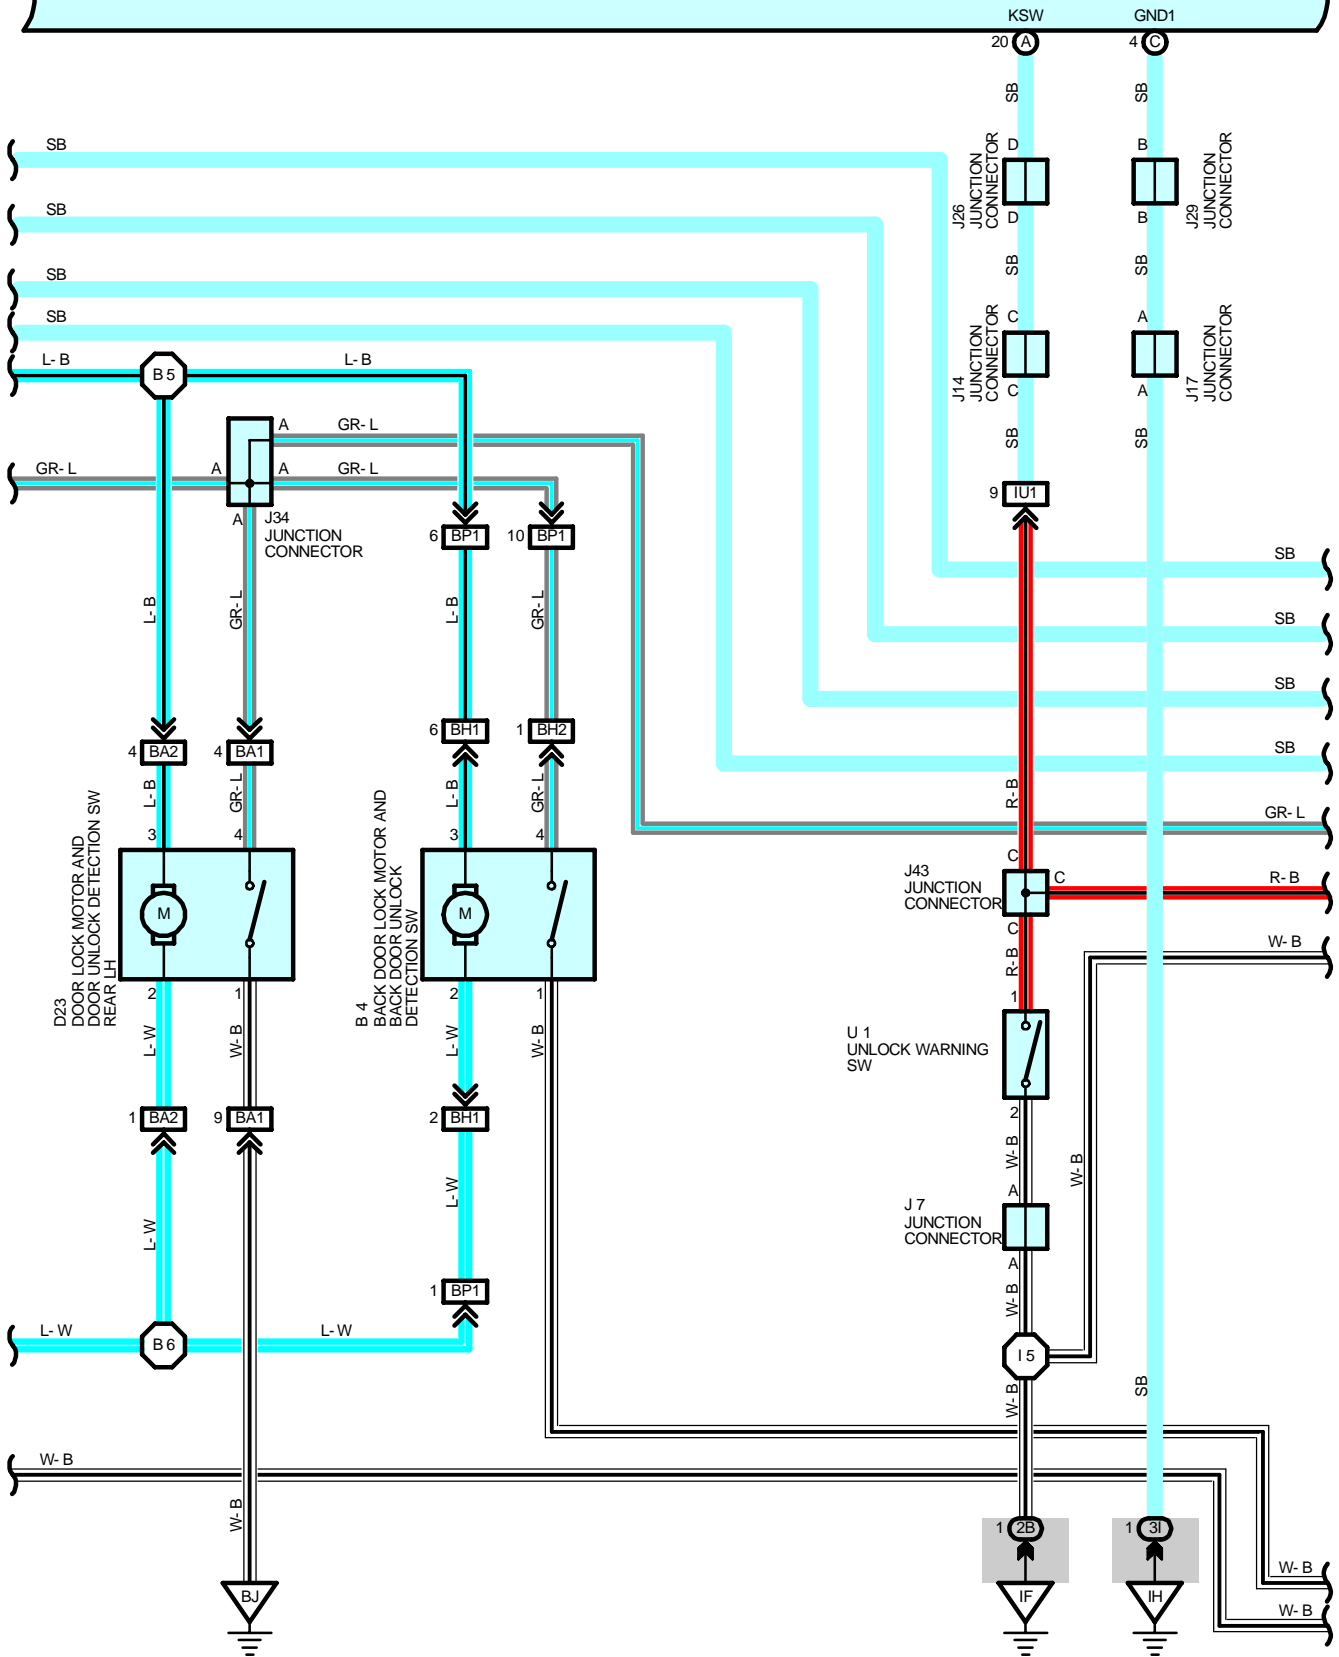 KSW
GND1
20
A
4
C
SB
SB
SB
D
B
J26
JUNCTION
CONNECTOR
J29
JUNCTION
CONNECTOR
SB
D
B
SB
SB
SB
SB
C
A
L- B
L- B
B 5
J14
JUNCTION
CONNECTOR
J17
JUNCTION
CONNECTOR
C
A
A
GR- L
SB
SB
GR- L
A
A
GR- L
9
IU1
A
J34
JUNCTION
CONNECTOR
6
BP1
10
BP1
SB
L- B
GR- L
L- B
GR- L
SB
SB
6
BH1
1
BH2
4
BA2
4
BA1
SB
L- B
GR- L
L- B
GR- L
R- B
GR- L
3
4
3
4
C
D23
DOOR LOCK MOTOR AND
DOOR UNLOCK DETECTION SW
REAR LH
M
B 4
BACK DOOR LOCK MOTOR AND
BACK DOOR UNLOCK
DETECTION SW
M
J43
JUNCTION
CONNECTOR
C
R- B
C
W- B
R- B
2
1
2
1
1
L- W
W- B
L- W
W- B
U 1
UNLOCK WARNING
SW
1
BA2
9
BA1
2
BH1
2
W- B
W- B
L- W
A
L- W
J 7
JUNCTION
CONNECTOR
A
1
BP1
W- B
L- W
B 6
L- W
I 5
W- B
SB
W- B
W- B
1
2B
1
3I
W- B
BJ
IF
IH
W- B